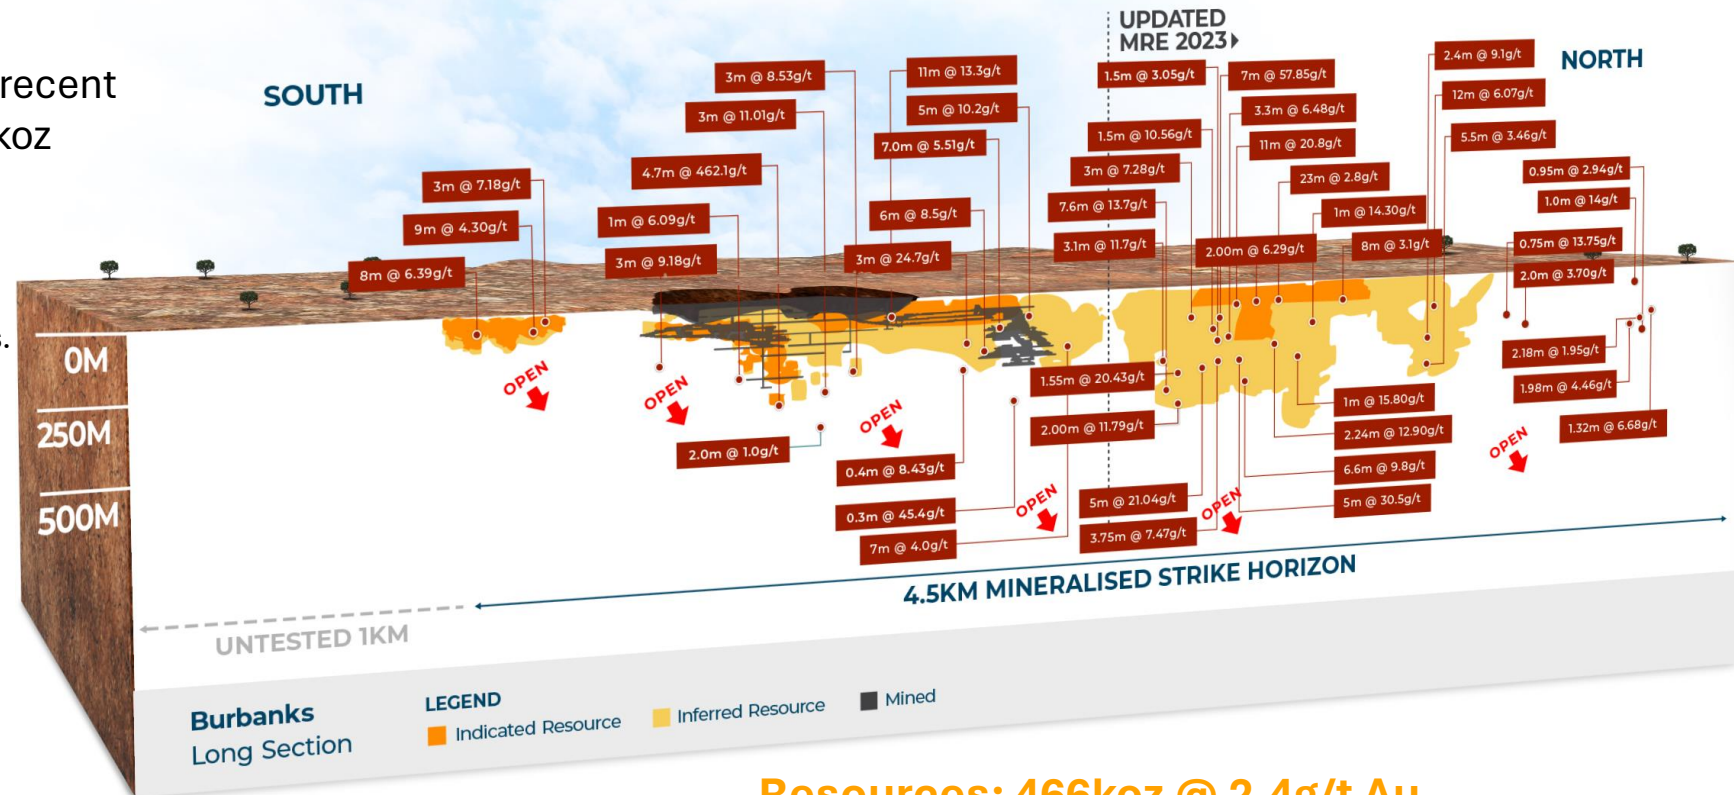 recent
koz
s.
UPDATED
MRE 2023
SOUTH
NORTH
3m @ 8.53g/t
11m @ 13.3g/t
1.5m @ 3.05g/t
7m @ 57.85g/t
2.4m @ 9.1g/t
3m @ 11.01g/t
5m @ 10.2g/t
3.3m @ 6.48g/t
12m @ 6.07g/t
7.0m @ 5.51g/t
1.5m @ 10.56g/t
11m @ 20.8g/t
5.5m @ 3.46g/t
4.7m @ 462.1g/t
3m @ 7.28g/t
23m @ 2.8g/t
0.95m @ 2.94g/t
3m @ 7.18g/t
1.0m @ 14g/t
1m @ 6.09g/t
6m @ 8.5g/t
7.6m @ 13.7g/t
1m @ 14.30g/t
9m @ 4.30g/t
3.1m @ 11.7g/t
2.00m @ 6.29g/t
8m @ 3.1g/t
0.75m @ 13.75g/t
8m @ 6.39g/t
3m @ 9.18g/t
3m @ 24.7g/t
2.0m @ 3.70g/t
0M
250M
500M
OPEN
OPEN
OPEN
OPEN
OPEN
OPEN
1.55m @ 20.43g/t
2.18m @ 1.95g/t
1.98m @ 4.46g/t
1m @ 15.80g/t
2.00m @ 11.79g/t
2.24m @ 12.90g/t
1.32m @ 6.68g/t
2.0m @ 1.0g/t
0.4m @ 8.43g/t
6.6m @ 9.8g/t
5m @ 21.04g/t
5m @ 30.5g/t
0.3m @ 45.4g/t
3.75m @ 7.47g/t
7m @ 4.0g/t
4.5KM MINERALISED STRIKE HORIZON
UNTESTED 1KM
Burbanks
Long Section
LEGEND
Indicated Resource
Inferred Resource
Mined
Resources: 466koz @ 2.4g/t Au